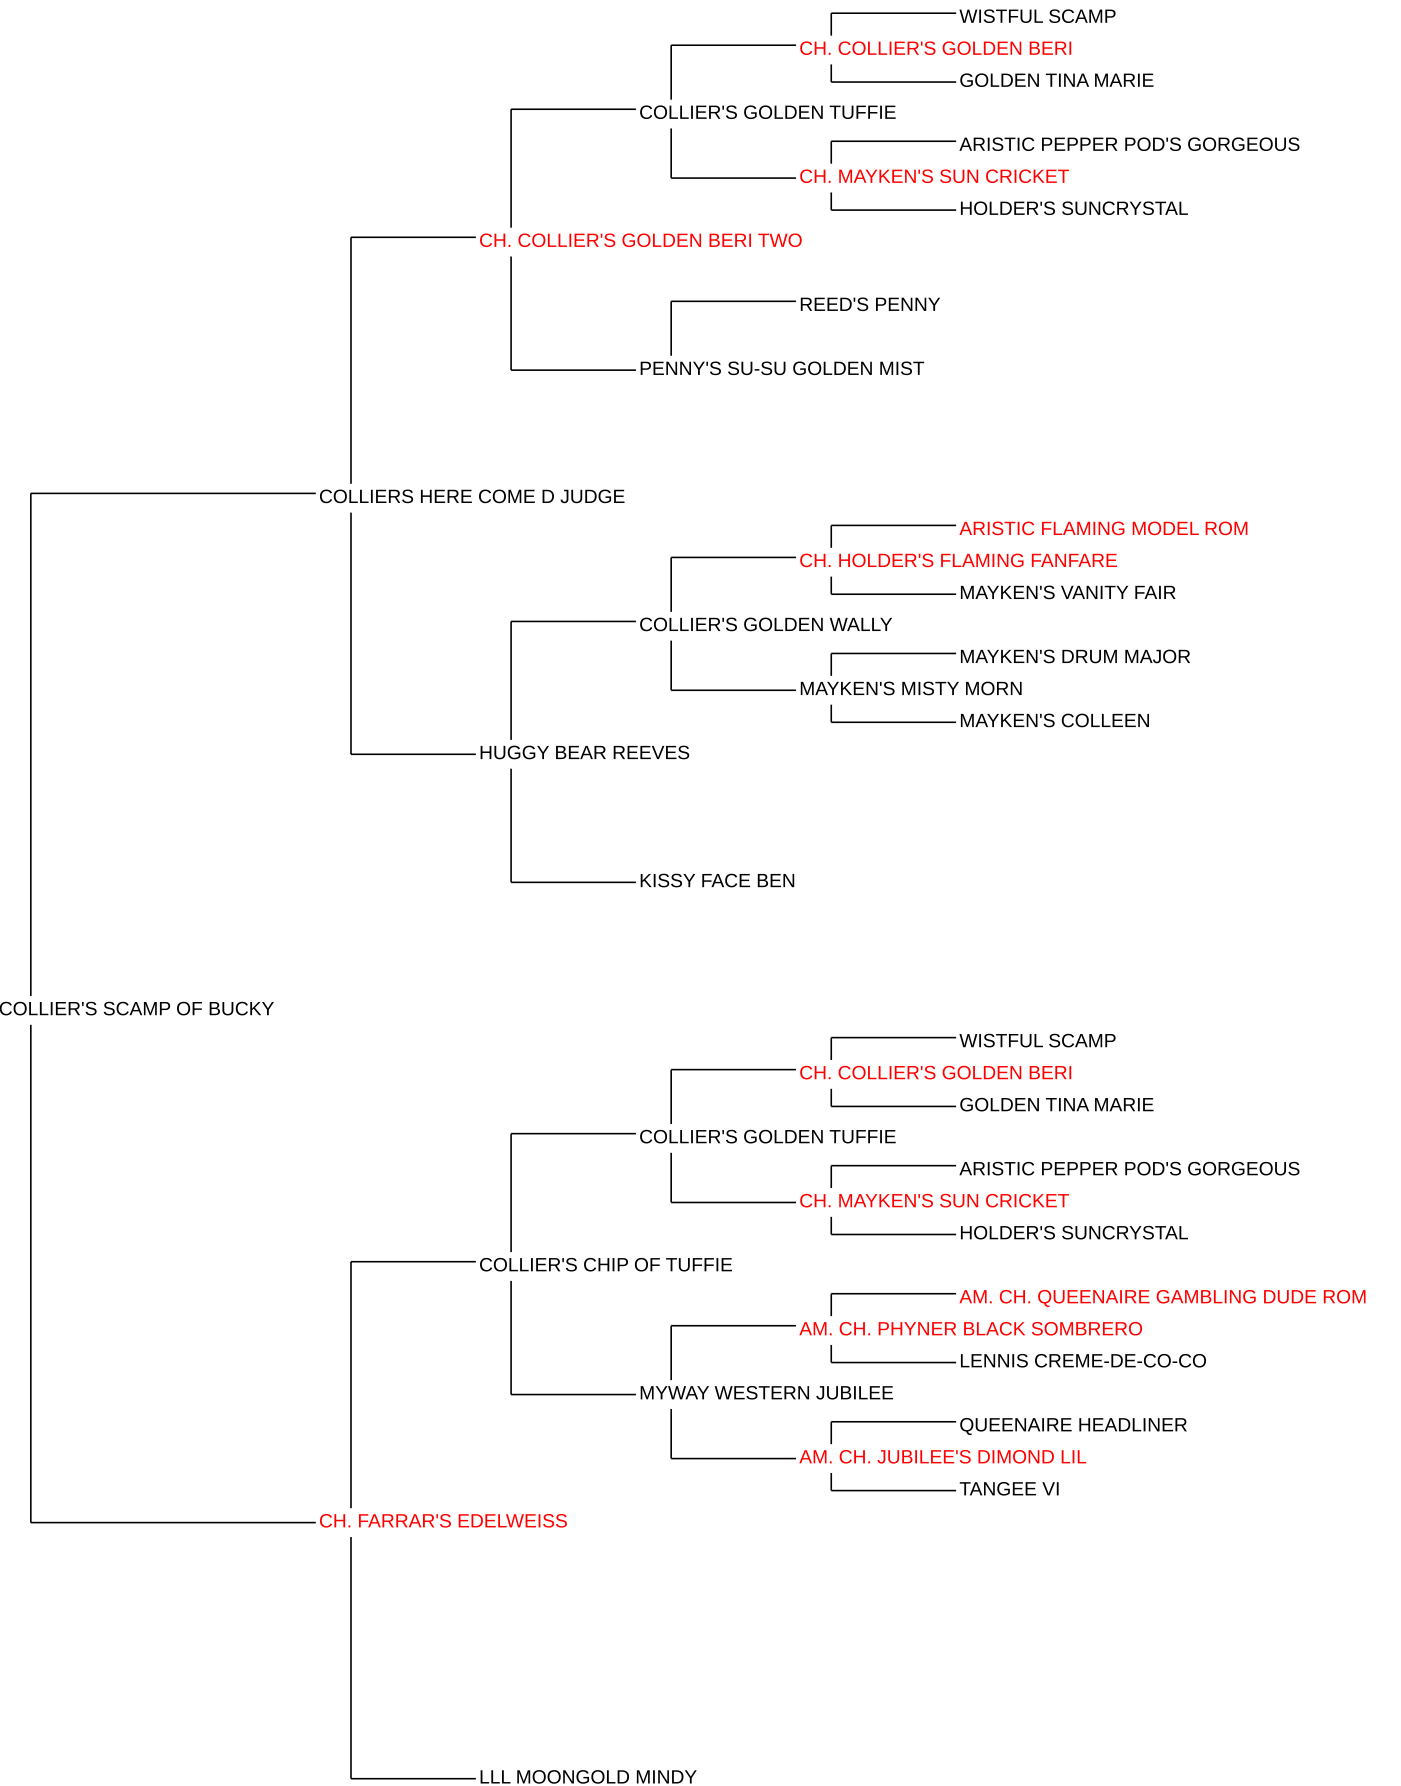 WISTFUL SCAMP
CH. COLLIER'S GOLDEN BERI
GOLDEN TINA MARIE
COLLIER'S GOLDEN TUFFIE
ARISTIC PEPPER POD'S GORGEOUS
CH. MAYKEN'S SUN CRICKET
HOLDER'S SUNCRYSTAL
CH. COLLIER'S GOLDEN BERI TWO
REED'S PENNY
PENNY'S SU-SU GOLDEN MIST
COLLIERS HERE COME D JUDGE
ARISTIC FLAMING MODEL ROM
CH. HOLDER'S FLAMING FANFARE
MAYKEN'S VANITY FAIR
COLLIER'S GOLDEN WALLY
MAYKEN'S DRUM MAJOR
MAYKEN'S MISTY MORN
MAYKEN'S COLLEEN
HUGGY BEAR REEVES
KISSY FACE BEN
COLLIER'S SCAMP OF BUCKY
WISTFUL SCAMP
CH. COLLIER'S GOLDEN BERI
GOLDEN TINA MARIE
COLLIER'S GOLDEN TUFFIE
ARISTIC PEPPER POD'S GORGEOUS
CH. MAYKEN'S SUN CRICKET
HOLDER'S SUNCRYSTAL
COLLIER'S CHIP OF TUFFIE
AM. CH. QUEENAIRE GAMBLING DUDE ROM
AM. CH. PHYNER BLACK SOMBRERO
LENNIS CREME-DE-CO-CO
MYWAY WESTERN JUBILEE
QUEENAIRE HEADLINER
AM. CH. JUBILEE'S DIMOND LIL
TANGEE VI
CH. FARRAR'S EDELWEISS
LLL MOONGOLD MINDY